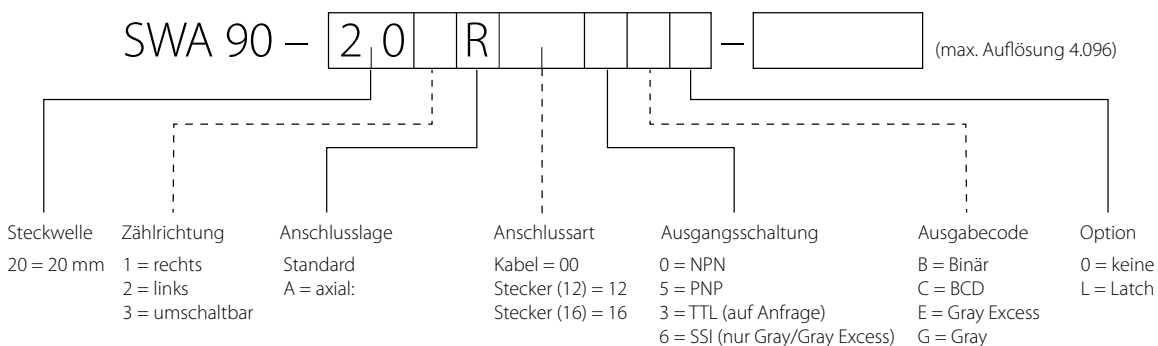 SWA 90 – 2 0 R – (max. Auflösung 4.096)
Steckwelle Zählrichtung Anschlusslage Anschlussart Ausgangsschaltung Ausgabecode Option
20 = 20 mm 1 = rechts Standard Kabel = 00 0 = NPN B = Binär 0 = keine
2 = links A = axial: Stecker (12) = 12 5 = PNP C = BCD L = Latch
3 = umschaltbar Stecker (16) = 16 3 = TTL (auf Anfrage) E = Gray Excess
6 = SSI (nur Gray/Gray Excess) G = Gray